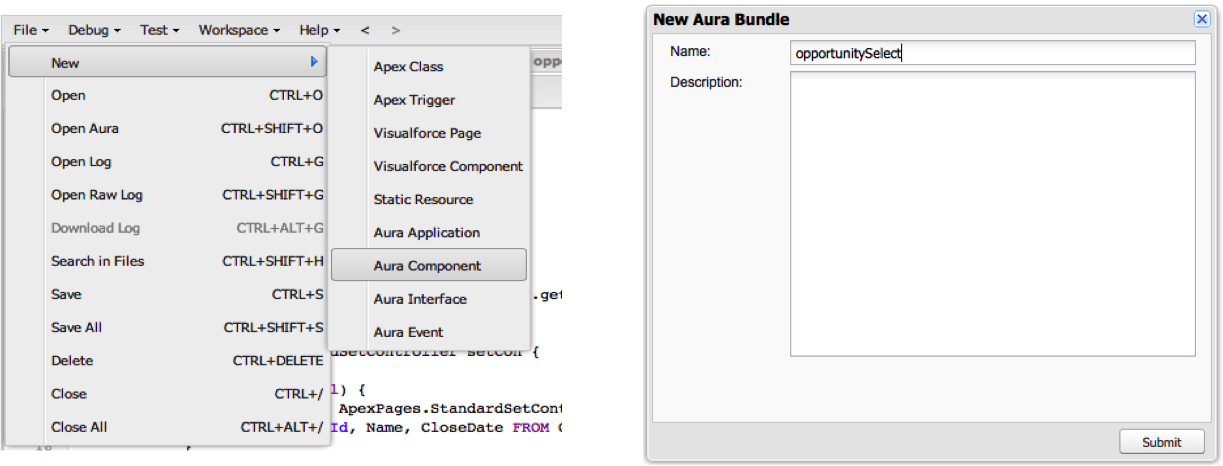 File Debug Test Workspace Help < >
New
Open CTRL+O
Open Aura CTRL+SHIFT+O
Open Log CTRL+G
Open Raw Log CTRL+SHIFT+G
Download Log CTRL+ALT+G
Search in Files CTRL+SHIFT+H
Save CTRL+S
Save All CTRL+SHIFT+S
Delete CTRL+DELETE
Close CTRL+/
Close All CTRL+ALT+/
Apex Class
Apex Trigger
Visualforce Page
Visualforce Component
Static Resource
Aura Application
Aura Component
Aura Interface
Aura Event
oppo
.get
dSetController setCon {
l) {
ApexPages.StandardSetCont
Id, Name, CloseDate FROM O
New Aura Bundle
Name: opportunitySelect
Description:
Submit